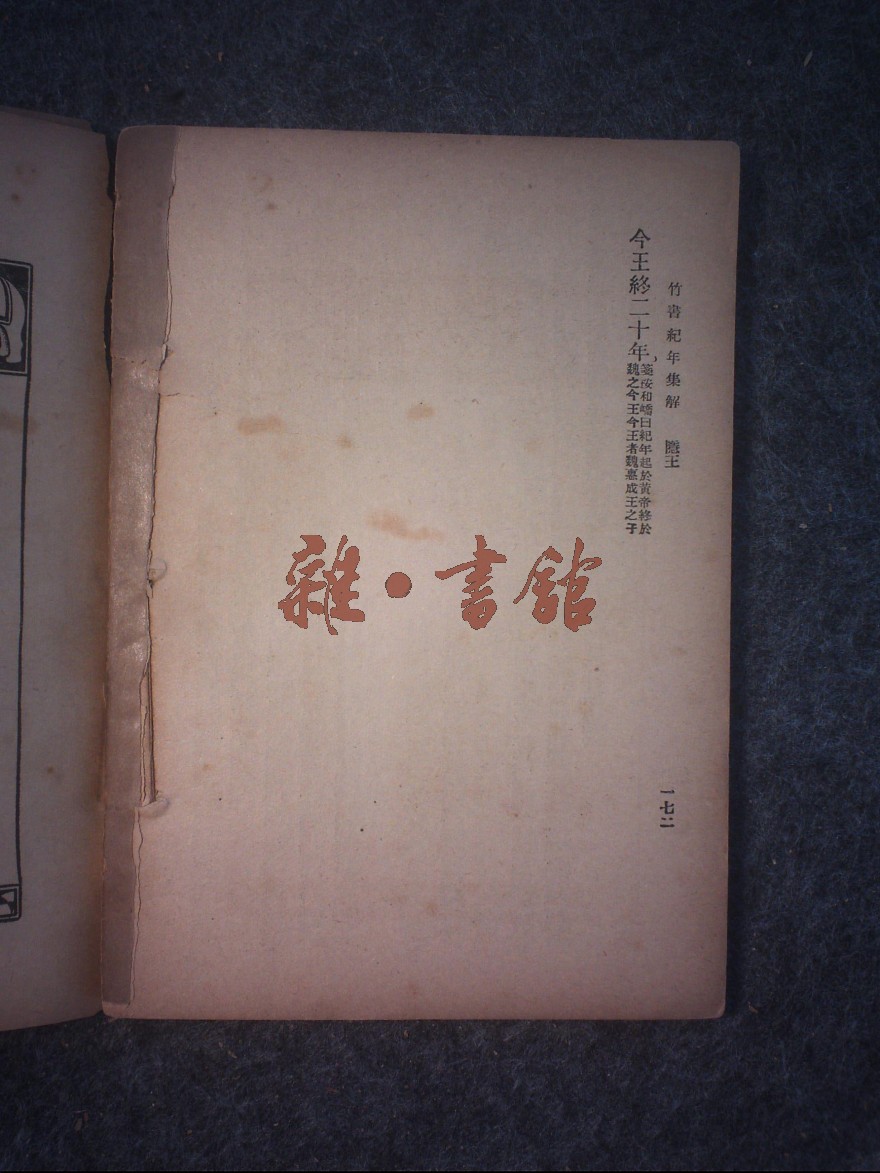 竹書紀年集解　隱王
今王終二十年、
箋按和嶠曰紀年起於黃帝終於
魏之今王今王者魏惠成王之子
一七二
雜・書館